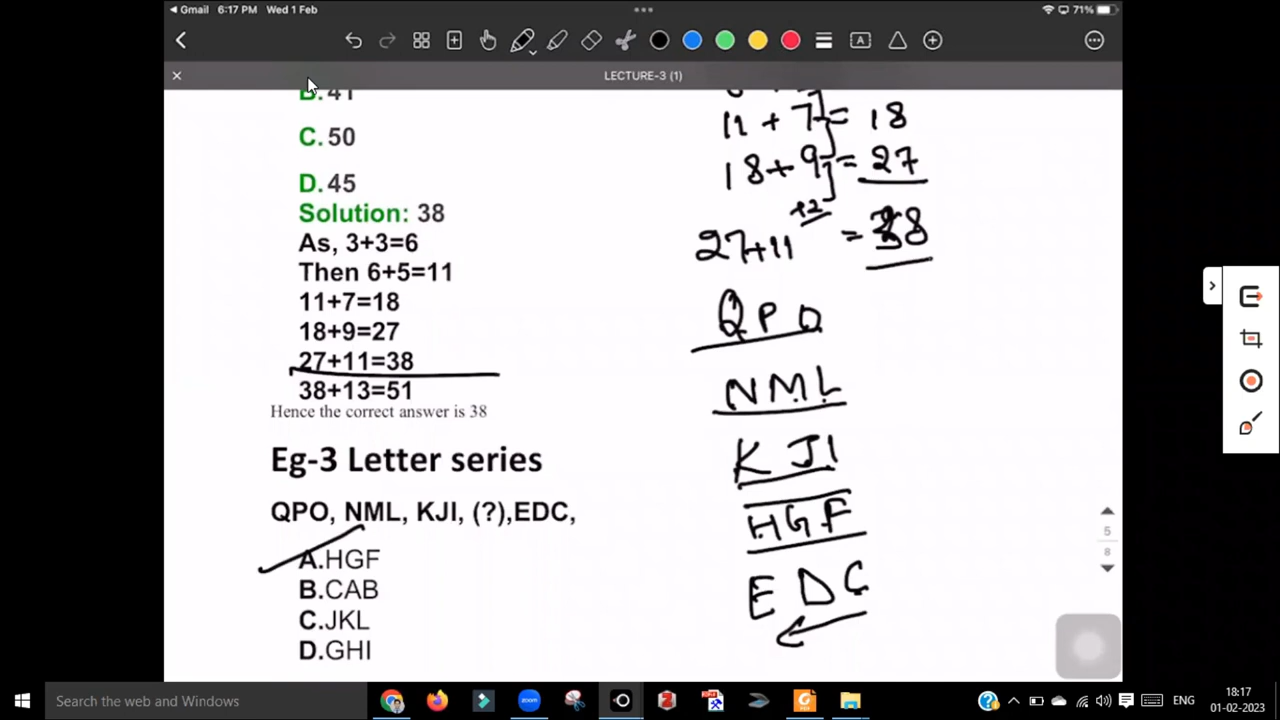 Gmail 6:17 PM Wed 1 Feb
71%
LECTURE-3 (1)
B. 41
C. 50
D. 45
Solution: 38
As, 3+3=6
Then 6+5=11
11+7=18
18+9=27
27+11=38
38+13=51
Hence the correct answer is 38
Eg-3 Letter series
QPO, NML, KJI, (?),EDC,
A.HGF
B.CAB
C.JKL
D.GHI
11 + 7 = 18
18 + 9 = 27
+2
27+11 = 38
QPO
NML
KJI
HGF
EDC
5
8
Search the web and Windows
zoom
ENG
18:17
01-02-2023